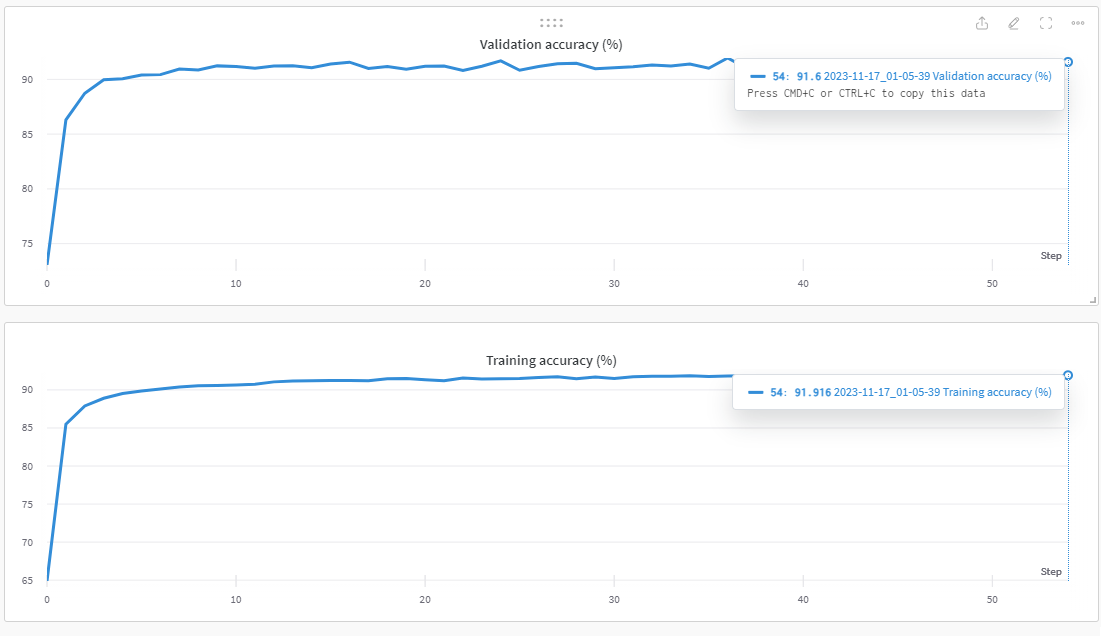 Validation accuracy (%)
54: 91.6 2023-11-17_01-05-39 Validation accuracy (%)
Press CMD+C or CTRL+C to copy this data
90
85
80
75
Step
0 10 20 30 40 50
Training accuracy (%)
54: 91.916 2023-11-17_01-05-39 Training accuracy (%)
90
85
80
75
70
65
Step
0 10 20 30 40 50